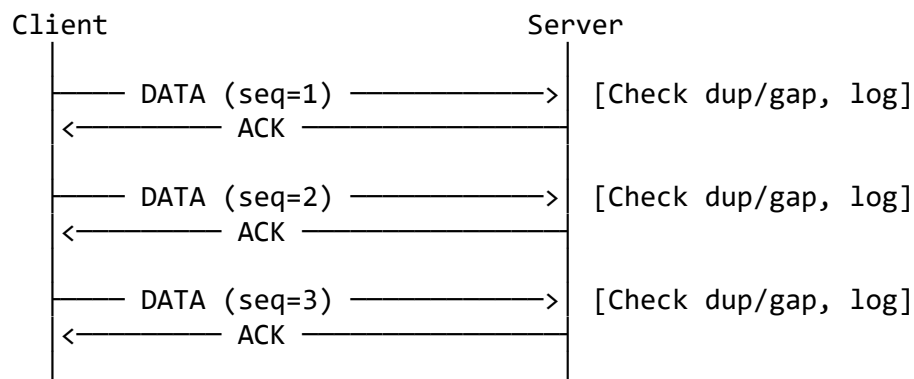 Client Server
DATA (seq=1) [Check dup/gap, log]
ACK
DATA (seq=2) [Check dup/gap, log]
ACK
DATA (seq=3) [Check dup/gap, log]
ACK